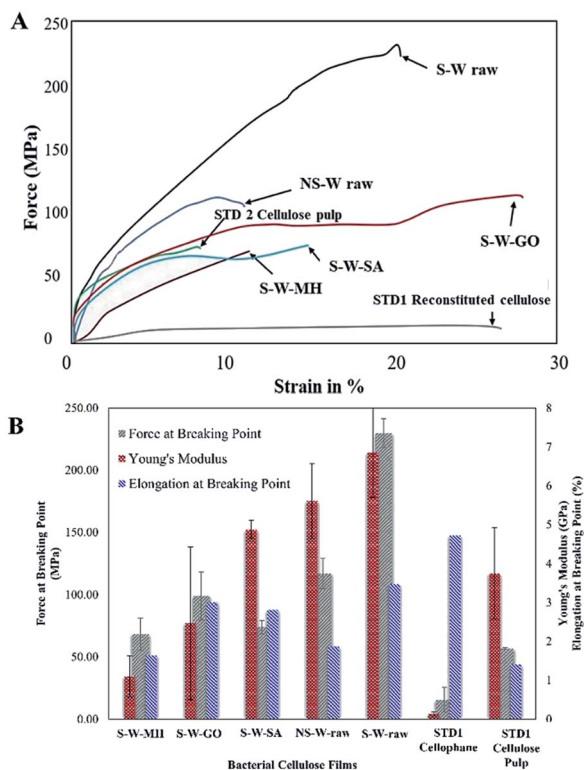 A
Force (MPa)
250
200
150
100
50
0
S-W raw
NS-W raw
STD 2 Cellulose pulp
S-W-GO
S-W-SA
S-W-MH
STD1 Reconstituted cellulose
0
10
20
30
Strain in %
B
Force at Breaking Point
(MPa)
250.00
200.00
150.00
100.00
50.00
0.00
Force at Breaking Point
Young's Modulus
Elongation at Breaking Point
8
7
6
5
4
3
2
1
0
Young's Modulus (GPa)
Elongation at Breaking Point (%)
S-W-MH
S-W-GO
S-W-SA
NS-W-raw
S-W-raw
STD1
Cellophane
STD1
Cellulose
Pulp
Bacterial Cellulose Films